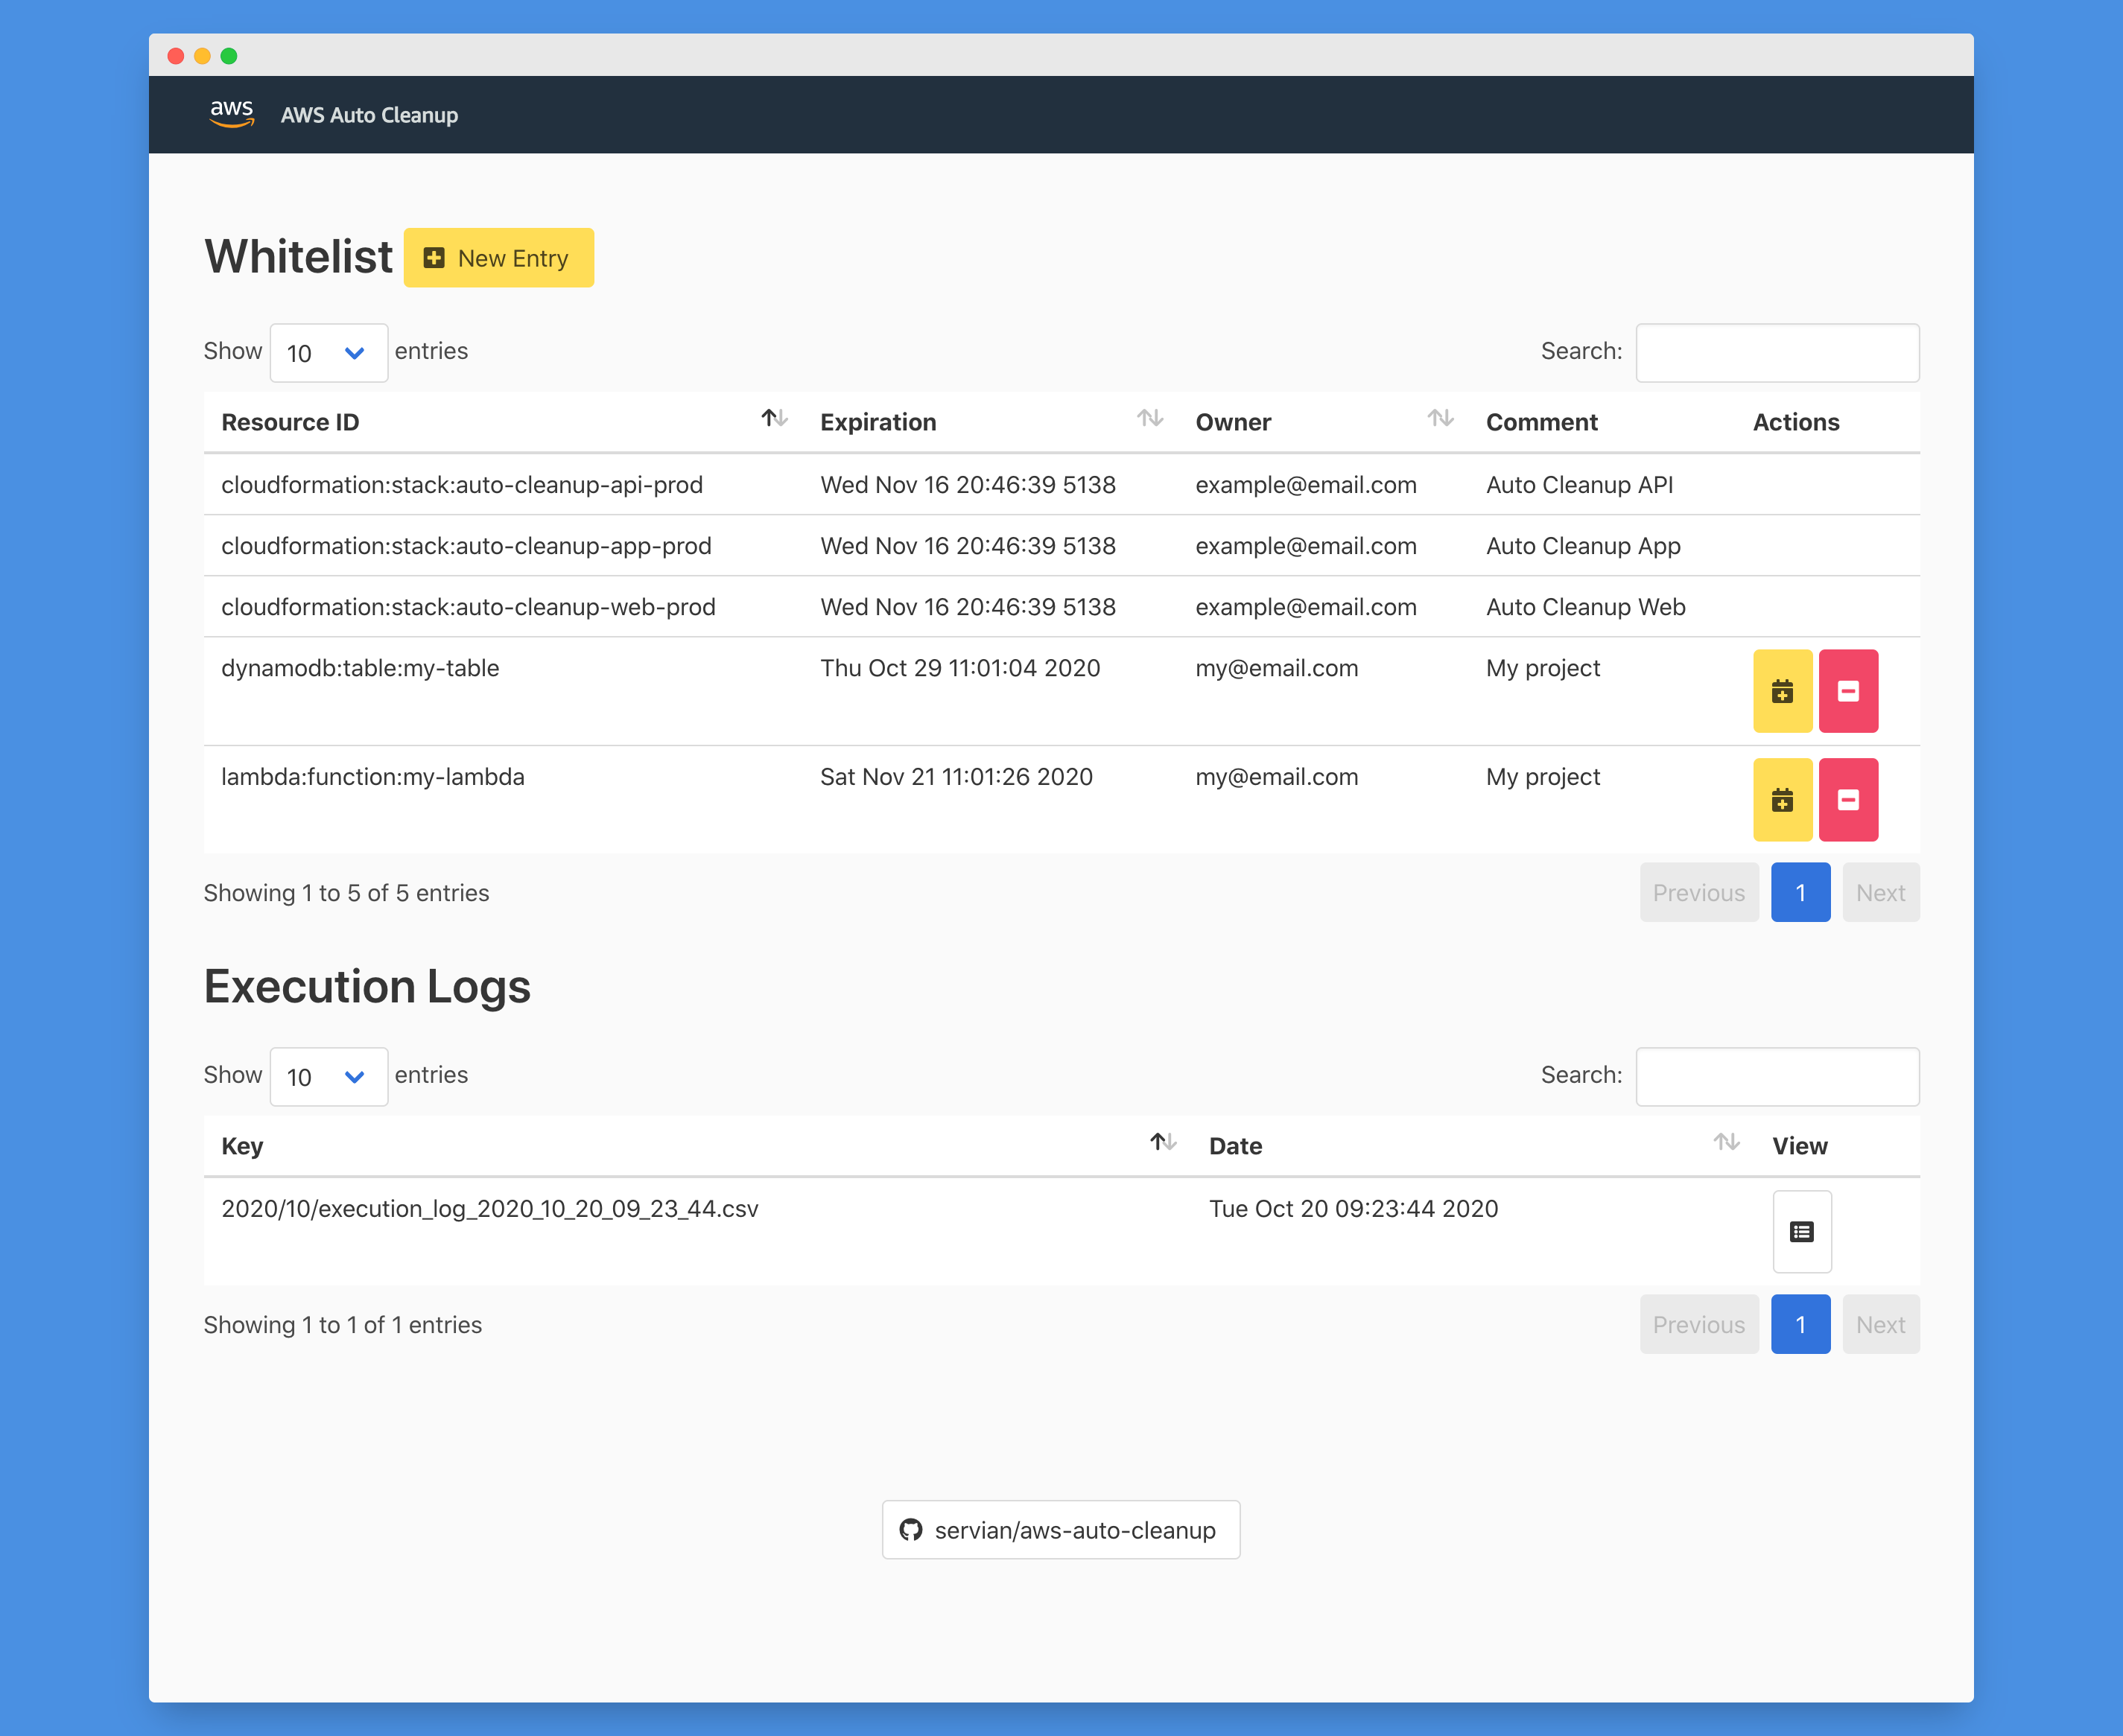 aws AWS Auto Cleanup
Whitelist New Entry
Show 10 entries Search:
Resource ID Expiration Owner Comment Actions
cloudformation:stack:auto-cleanup-api-prod Wed Nov 16 20:46:39 5138 example@email.com Auto Cleanup API
cloudformation:stack:auto-cleanup-app-prod Wed Nov 16 20:46:39 5138 example@email.com Auto Cleanup App
cloudformation:stack:auto-cleanup-web-prod Wed Nov 16 20:46:39 5138 example@email.com Auto Cleanup Web
dynamodb:table:my-table Thu Oct 29 11:01:04 2020 my@email.com My project
lambda:function:my-lambda Sat Nov 21 11:01:26 2020 my@email.com My project
Showing 1 to 5 of 5 entries Previous 1 Next
Execution Logs
Show 10 entries Search:
Key Date View
2020/10/execution_log_2020_10_20_09_23_44.csv Tue Oct 20 09:23:44 2020
Showing 1 to 1 of 1 entries Previous 1 Next
servian/aws-auto-cleanup